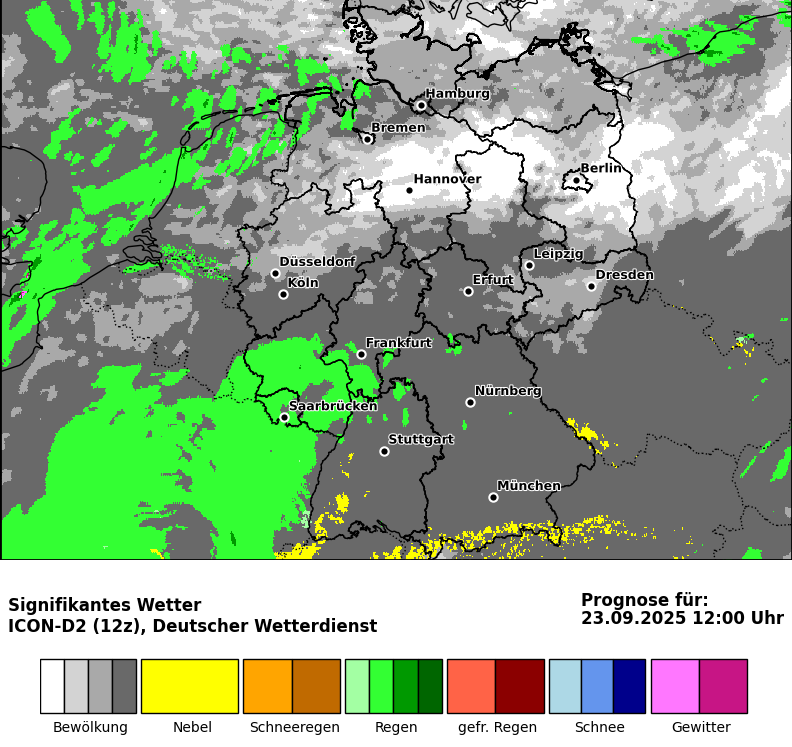 Hamburg
Bremen
Hannover
Berlin
Düsseldorf
Leipzig
Köln
Erfurt
Dresden
Frankfurt
Nürnberg
Saarbrücken
Stuttgart
München
Signifikantes Wetter
ICON-D2 (12z), Deutscher Wetterdienst
Prognose für:
23.09.2025 12:00 Uhr
Bewölkung
Nebel
Schneeregen
Regen
gefr. Regen
Schnee
Gewitter